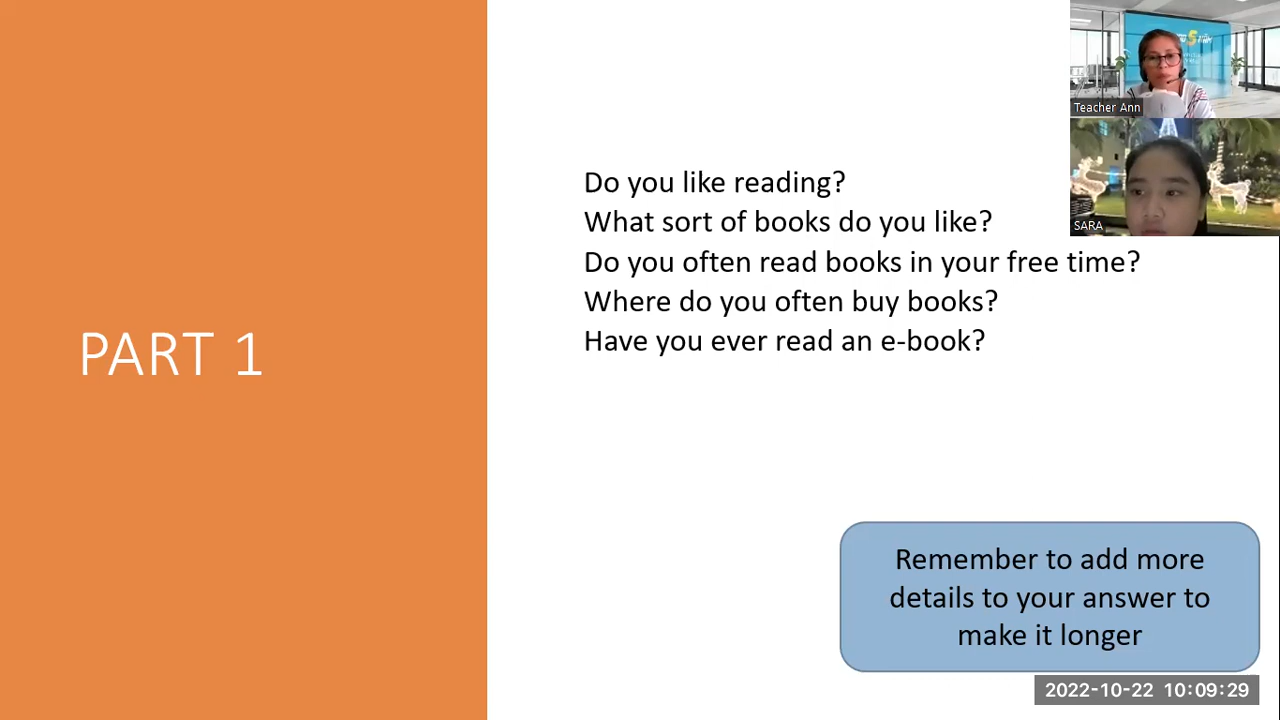 Teacher Ann
SARA
Do you like reading?
What sort of books do you like?
Do you often read books in your free time?
Where do you often buy books?
Have you ever read an e-book?
PART 1
Remember to add more
details to your answer to
make it longer
2022-10-22 10:09:29